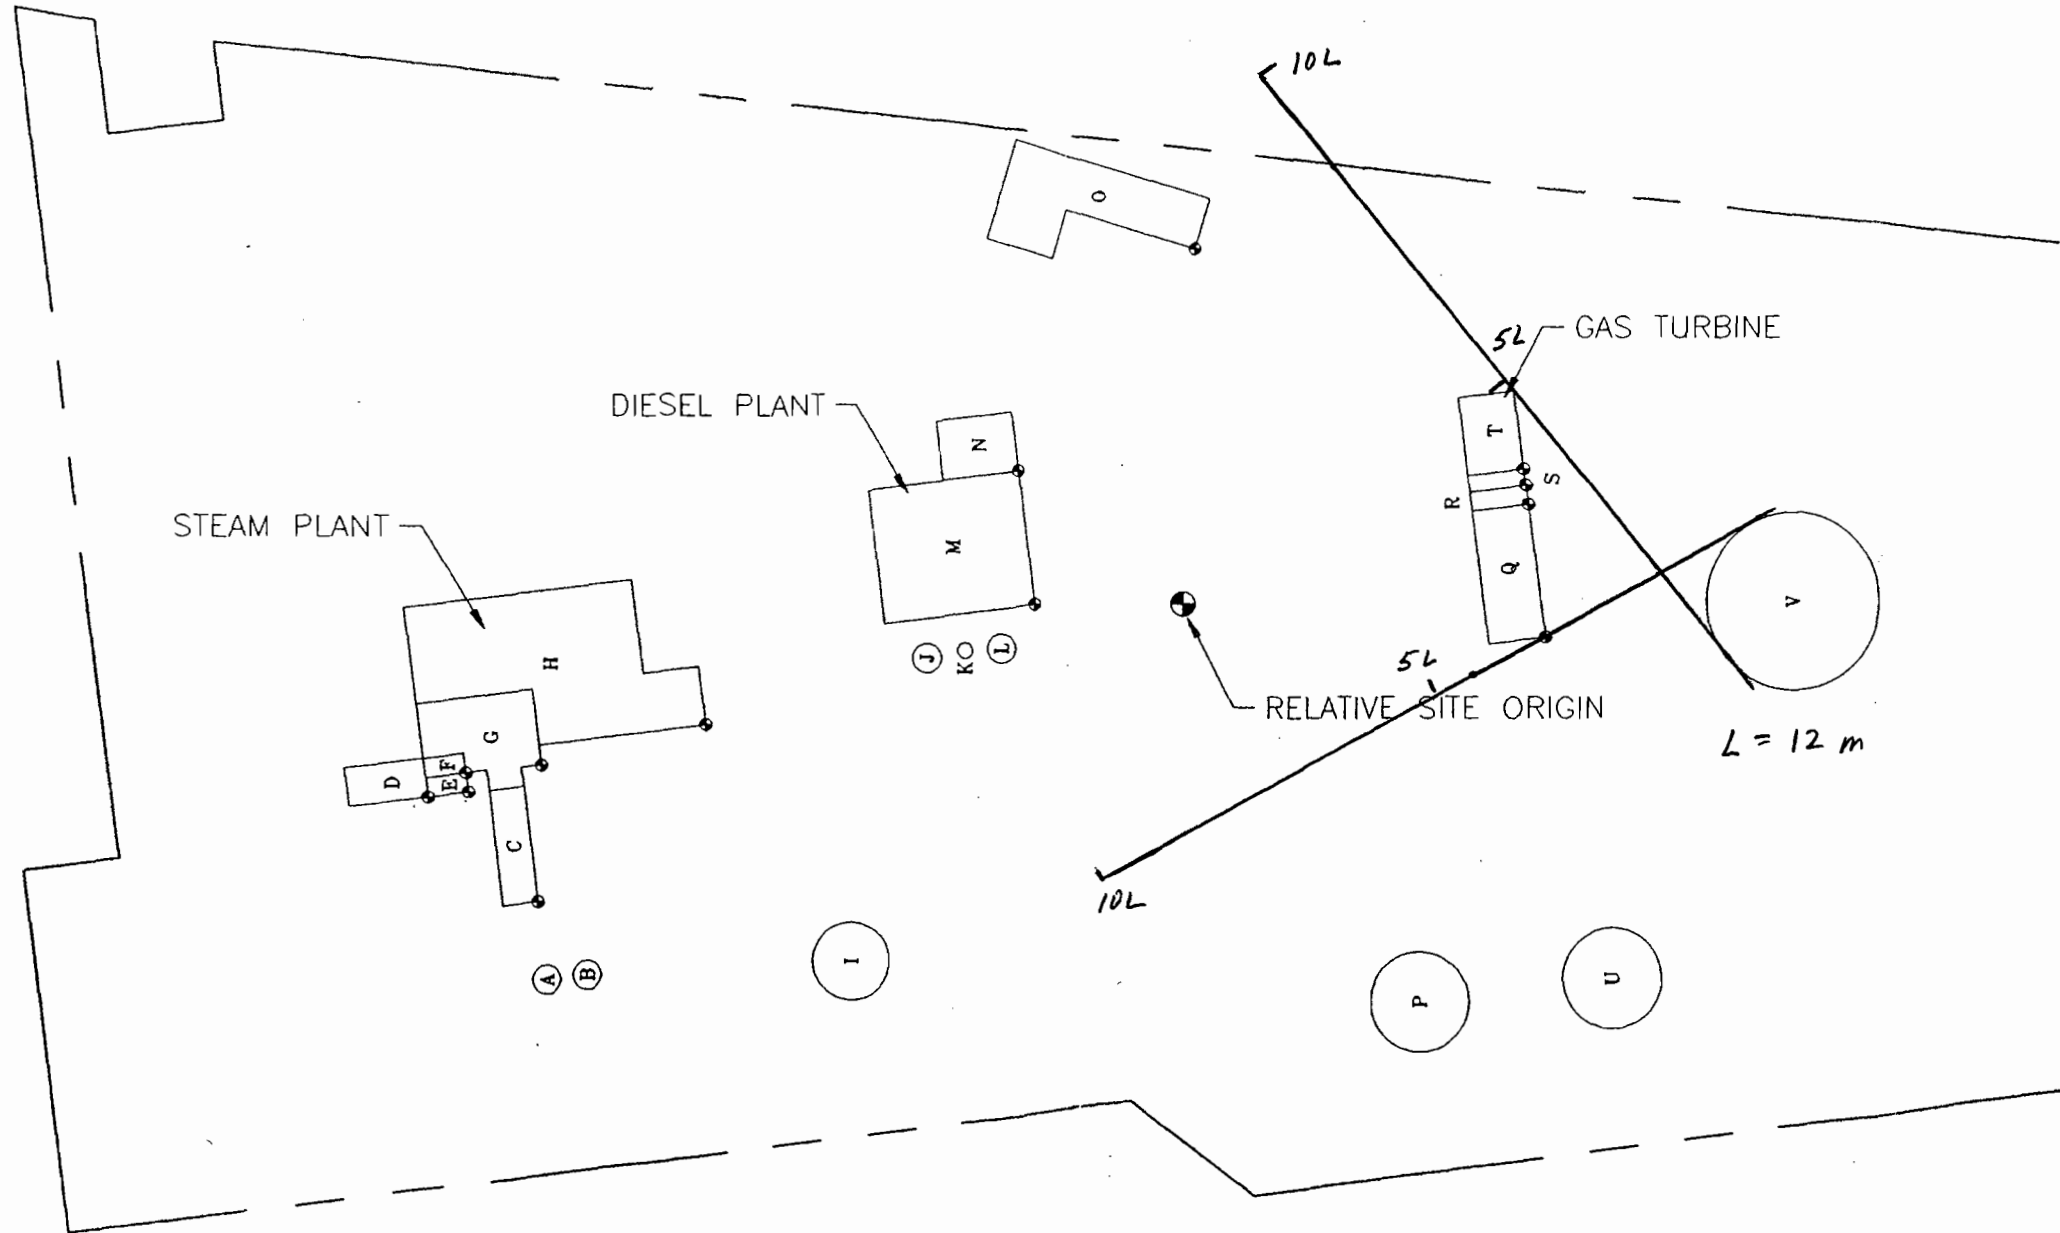 10L
O
5L
GAS TURBINE
DIESEL PLANT
T
N
S
R
STEAM PLANT
M
Q
V
H
J
K
L
5L
RELATIVE SITE ORIGIN
G
L = 12 m
F
D
E
C
10L
I
A
B
P
U